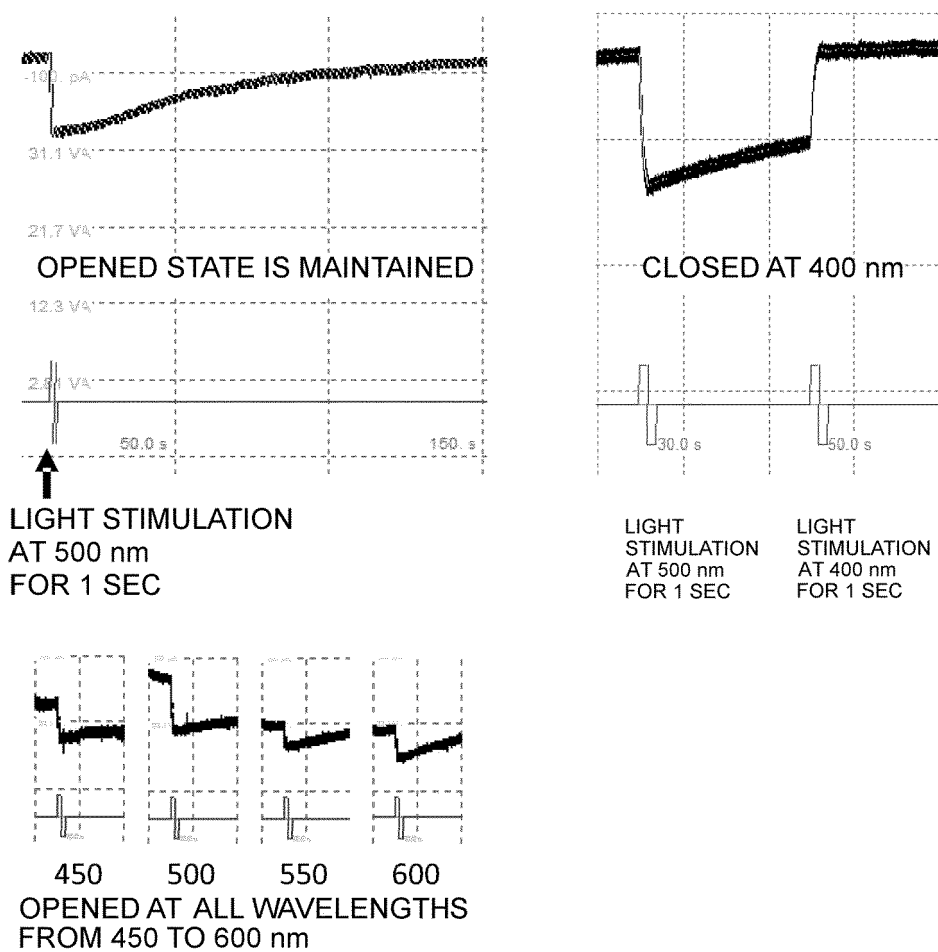 -100. pA
31.1 VA
21.7 VA
OPENED STATE IS MAINTAINED
12.3 VA
50.0 s
150. s
LIGHT STIMULATION
AT 500 nm
FOR 1 SEC
CLOSED AT 400 nm
30.0 s
50.0 s
LIGHT
STIMULATION
AT 500 nm
FOR 1 SEC
LIGHT
STIMULATION
AT 400 nm
FOR 1 SEC
450
500
550
600
OPENED AT ALL WAVELENGTHS
FROM 450 TO 600 nm